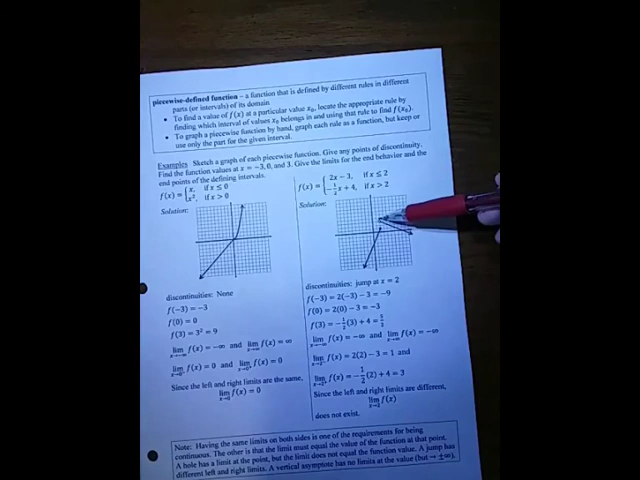 piecewise-defined function – a function that is defined by different rules in different
parts (or intervals) of its domain
• To find a value of f(x) at a particular value x₀, locate the appropriate rule by
finding which interval of values x₀ belongs in and using that rule to find f(x₀).
• To graph a piecewise function by hand, graph each rule as a function, but keep or
use only the part for the given interval.
Examples Sketch a graph of each piecewise function. Give any points of discontinuity.
Find the function values at x = −3, 0, and 3. Give the limits for the end behavior and the
end points of the defining intervals.
f(x) = { x, if x ≤ 0
x², if x > 0
Solution:
discontinuities: None
f(−3) = −3
f(0) = 0
f(3) = 3² = 9
lim x→−∞ f(x) = −∞ and lim x→∞ f(x) = ∞
lim x→0⁻ f(x) = 0 and lim x→0⁺ f(x) = 0
Since the left and right limits are the same,
lim x→0 f(x) = 0
f(x) = { 2x − 3, if x ≤ 2
−½x + 4, if x > 2
Solution:
discontinuities: jump at x = 2
f(−3) = 2(−3) − 3 = −9
f(0) = 2(0) − 3 = −3
f(3) = −½(3) + 4 = 5/2
lim x→−∞ f(x) = −∞ and lim x→∞ f(x) = −∞
lim x→2⁻ f(x) = 2(2) − 3 = 1 and
lim x→2⁺ f(x) = −½(2) + 4 = 3
Since the left and right limits are different,
lim x→2 f(x)
does not exist.
Note: Having the same limits on both sides is one of the requirements for being
continuous. The other is that the limit must equal the value of the function at that point.
A hole has a limit at the point, but the limit does not equal the function value. A jump has
different left and right limits. A vertical asymptote has no limits at the value (but → ±∞).